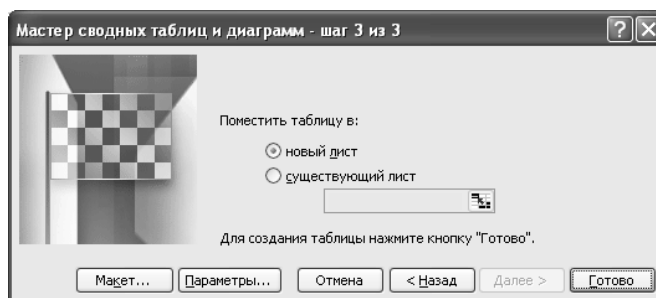 Мастер сводных таблиц и диаграмм - шаг 3 из 3
Поместить таблицу в:
новый лист
существующий лист
Для создания таблицы нажмите кнопку "Готово".
Макет... Параметры... Отмена < Назад Далее > Готово